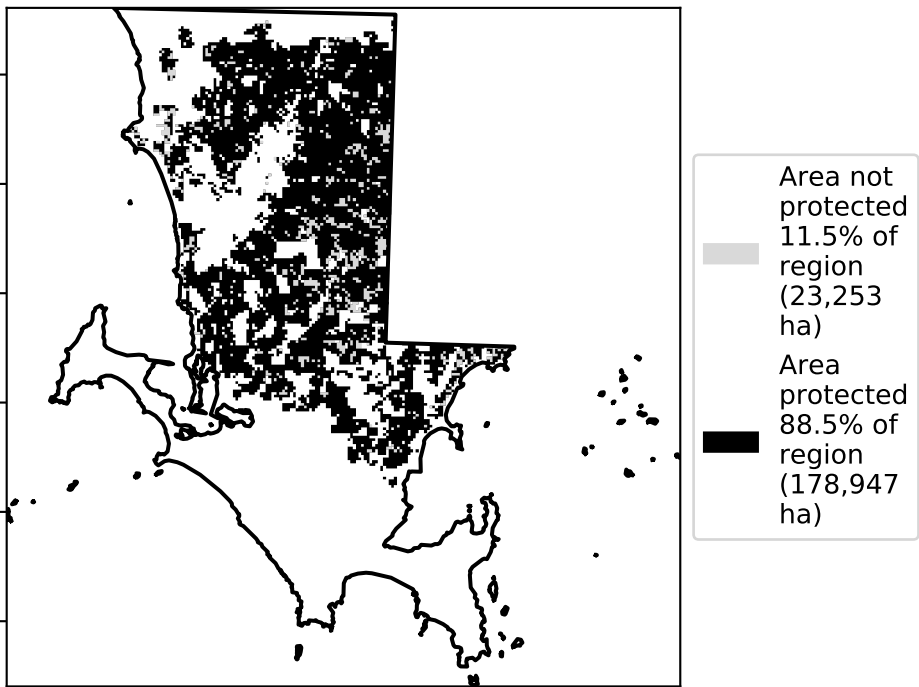 Area not
protected
11.5% of
region
(23,253
ha)
Area
protected
88.5% of
region
(178,947
ha)